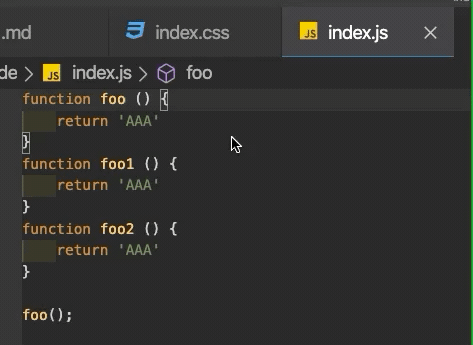 .md index.css JS index.js
de > JS index.js > foo
function foo () {
    return 'AAA'
}
function foo1 () {
    return 'AAA'
}
function foo2 () {
    return 'AAA'
}

foo();